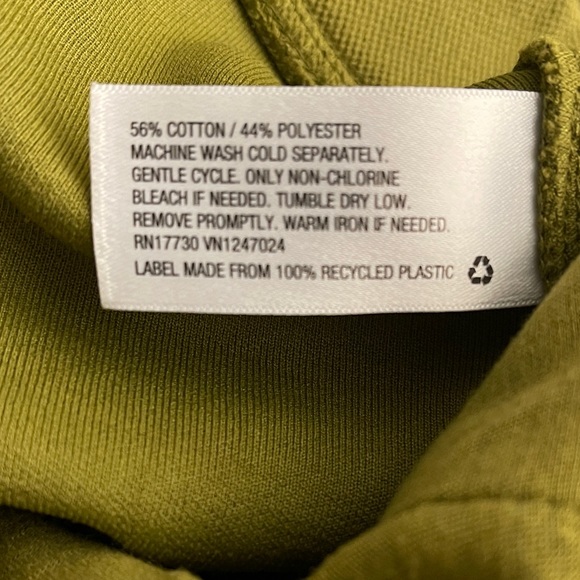 56% COTTON / 44% POLYESTER
MACHINE WASH COLD SEPARATELY.
GENTLE CYCLE. ONLY NON-CHLORINE
BLEACH IF NEEDED. TUMBLE DRY LOW.
REMOVE PROMPTLY. WARM IRON IF NEEDED.
RN17730 VN1247024
LABEL MADE FROM 100% RECYCLED PLASTIC